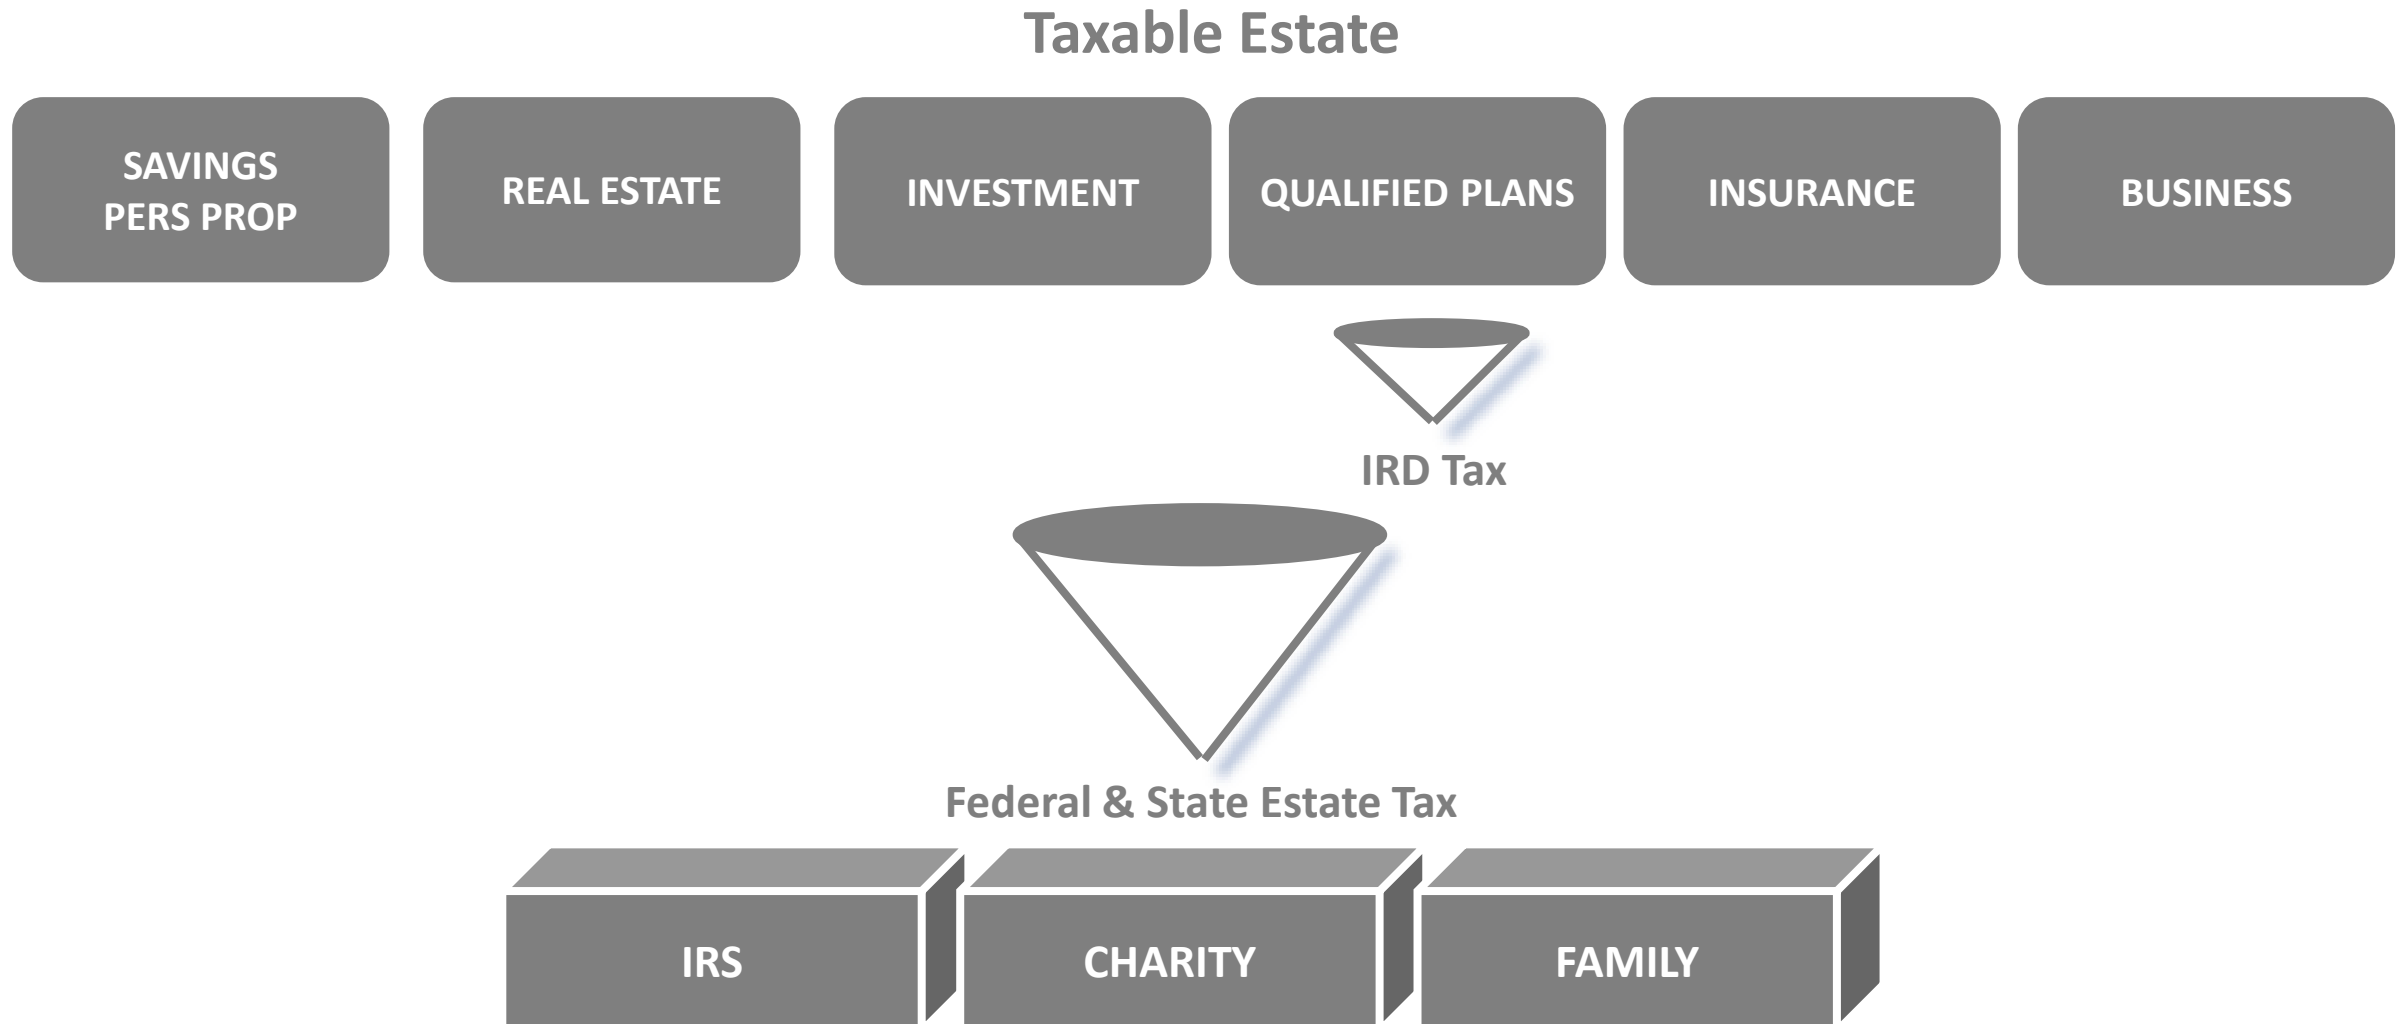 Taxable Estate
SAVINGS
PERS PROP
REAL ESTATE
INVESTMENT
QUALIFIED PLANS
INSURANCE
BUSINESS
IRD Tax
Federal & State Estate Tax
IRS
CHARITY
FAMILY